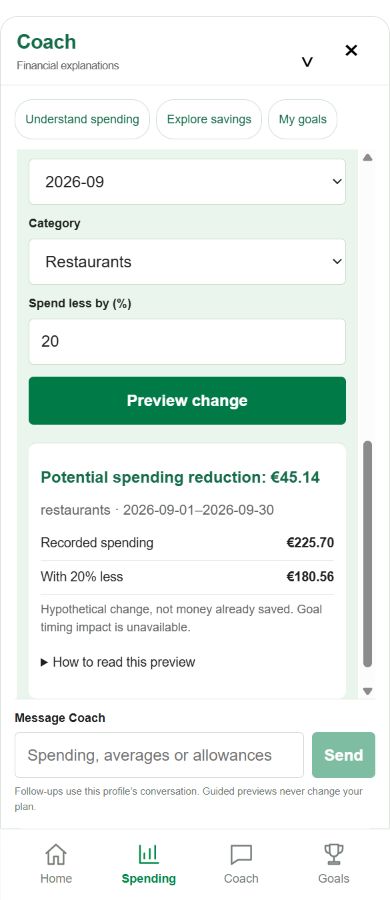 Coach
Financial explanations
Understand spending
Explore savings
My goals
2026-09
Category
Restaurants
Spend less by (%)
20
Preview change
Potential spending reduction: €45.14
restaurants · 2026-09-01–2026-09-30
Recorded spending €225.70
With 20% less €180.56
Hypothetical change, not money already saved. Goal
timing impact is unavailable.
How to read this preview
Message Coach
Spending, averages or allowances
Send
Follow-ups use this profile's conversation. Guided previews never change your
plan.
Home
Spending
Coach
Goals